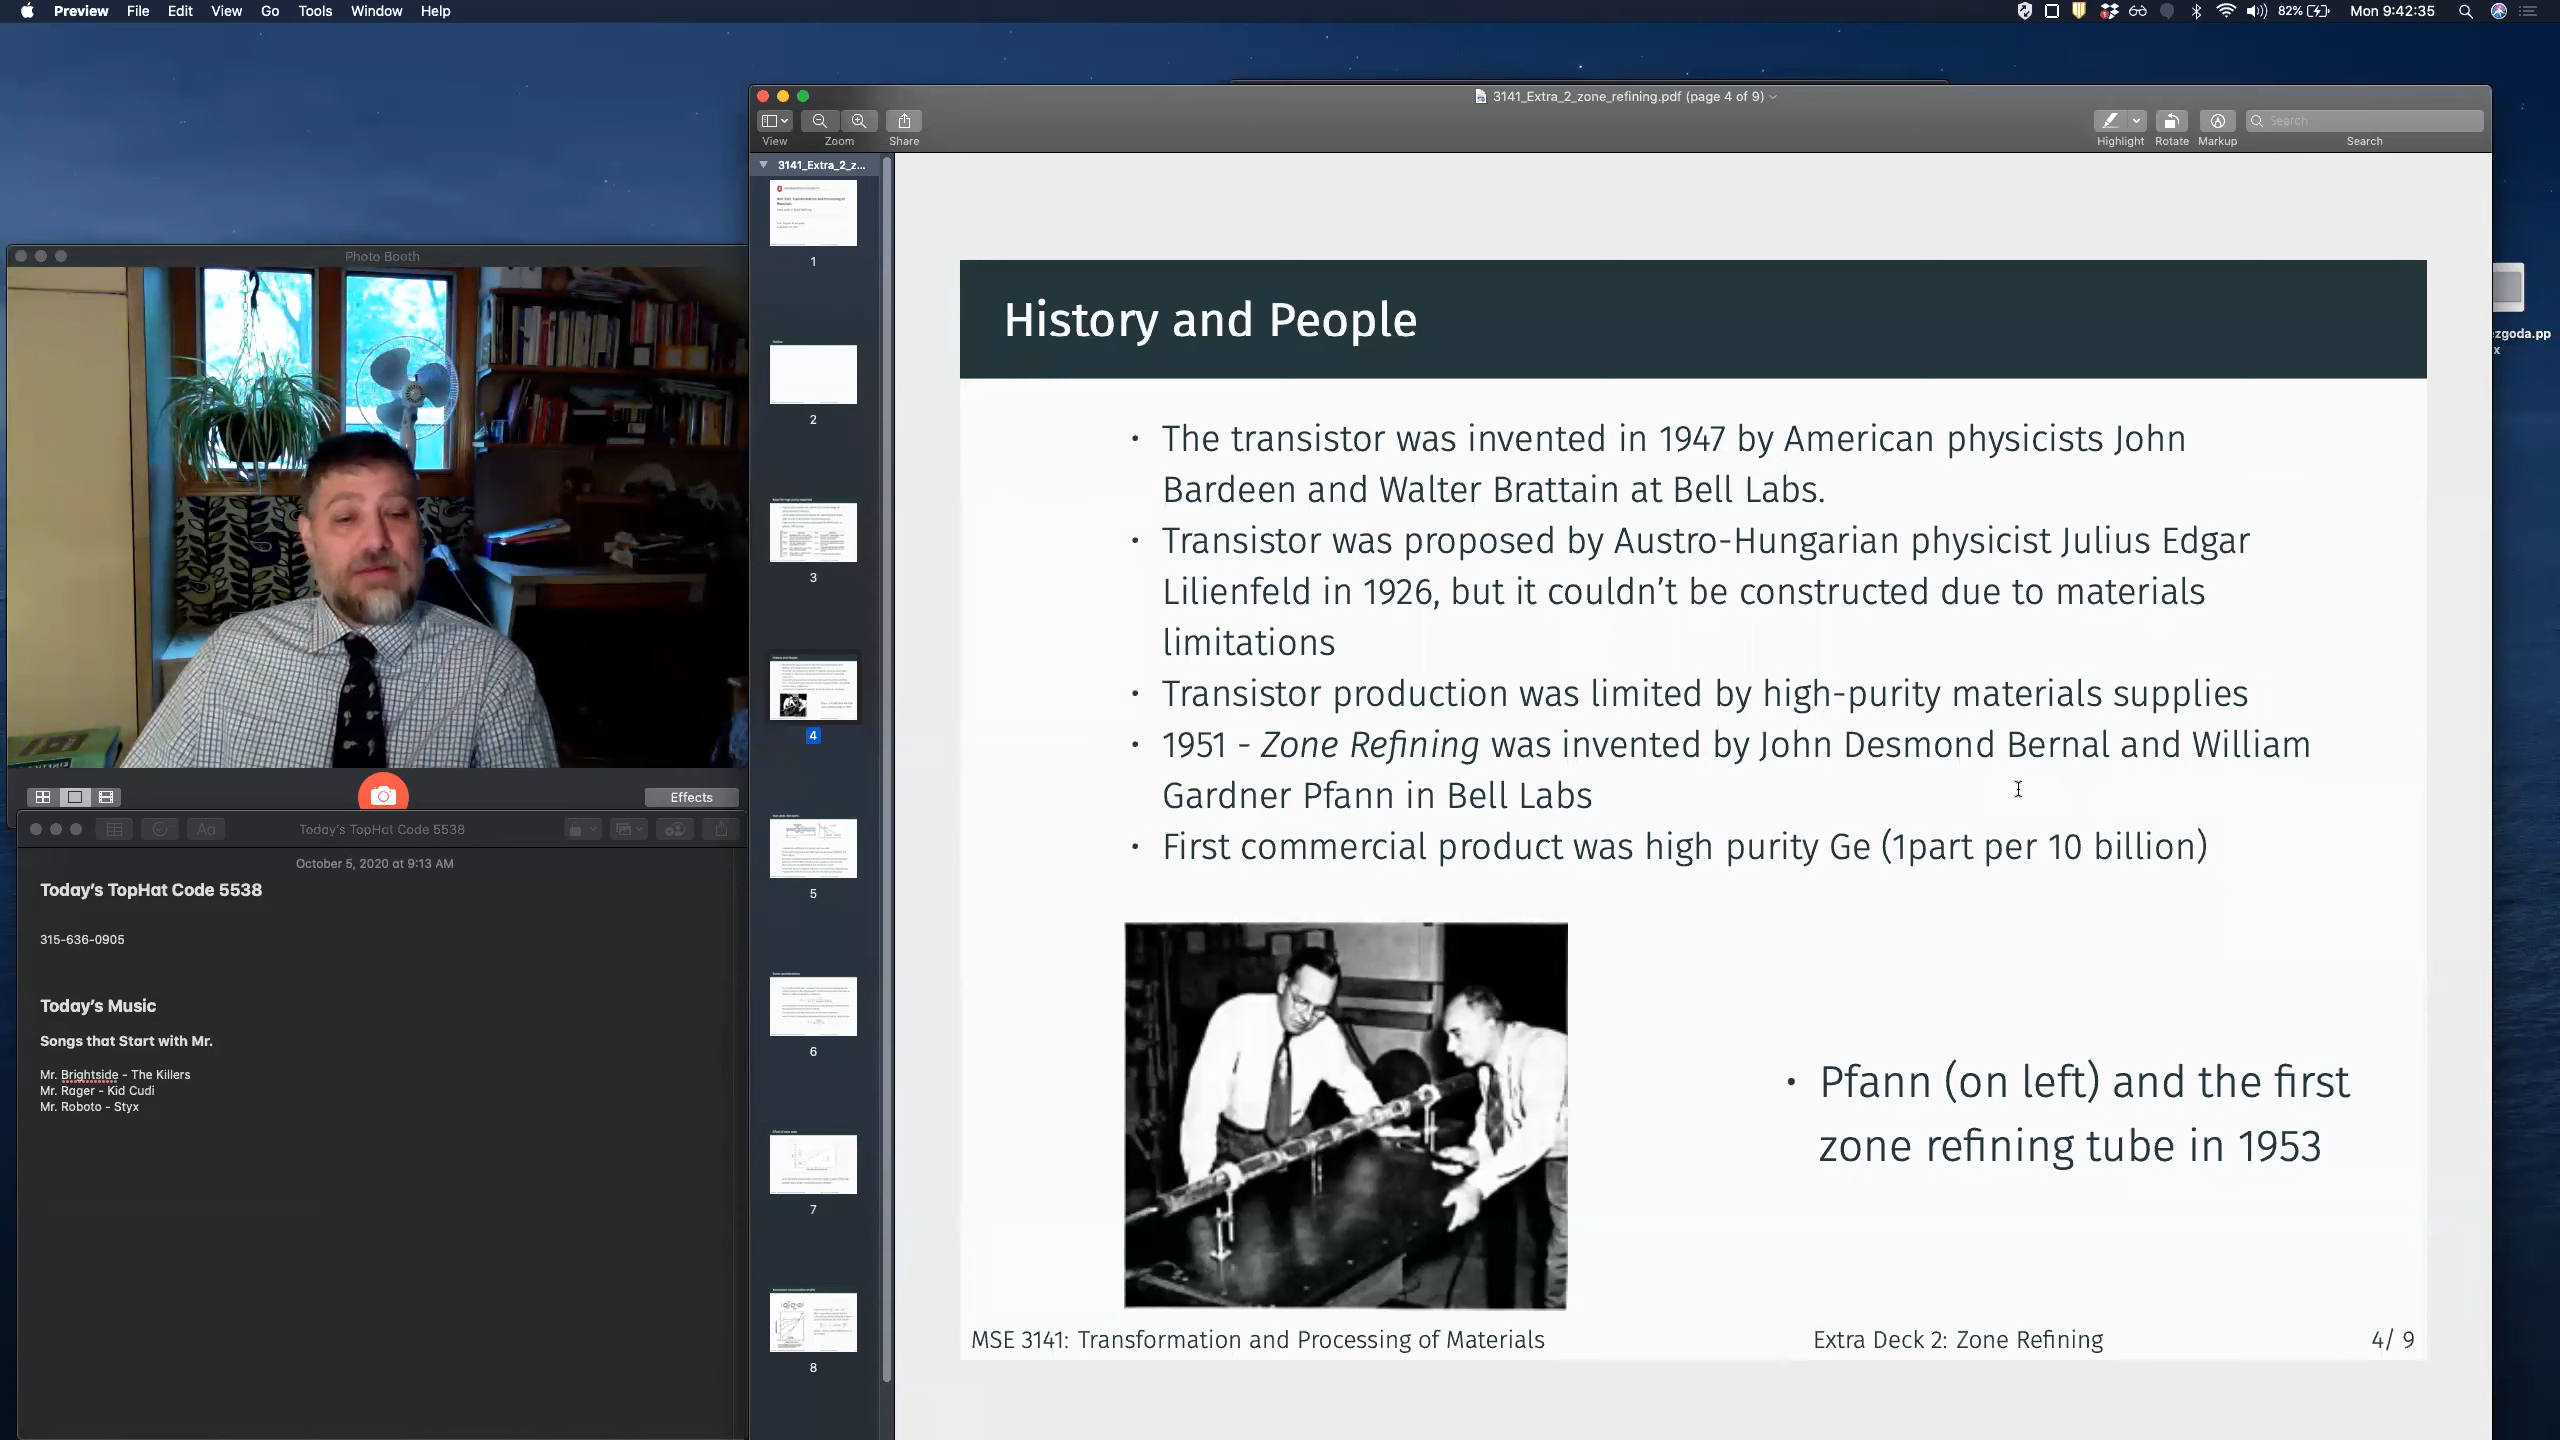 Preview File Edit View Go Tools Window Help
82% Mon 9:42:35
3141_Extra_2_zone_refining.pdf (page 4 of 9)
View Zoom Share
Highlight Rotate Markup Search
Search
3141_Extra_2_z...
1
2
3
4
5
6
7
8
Photo Booth
Effects
Today's TopHat Code 5538
October 5, 2020 at 9:13 AM
Today's TopHat Code 5538
315-636-0905
Today's Music
Songs that Start with Mr.
Mr. Brightside - The Killers
Mr. Rager - Kid Cudi
Mr. Roboto - Styx
History and People
• The transistor was invented in 1947 by American physicists John
Bardeen and Walter Brattain at Bell Labs.
• Transistor was proposed by Austro-Hungarian physicist Julius Edgar
Lilienfeld in 1926, but it couldn't be constructed due to materials
limitations
• Transistor production was limited by high-purity materials supplies
• 1951 - Zone Refining was invented by John Desmond Bernal and William
Gardner Pfann in Bell Labs
• First commercial product was high purity Ge (1part per 10 billion)
• Pfann (on left) and the first
zone refining tube in 1953
MSE 3141: Transformation and Processing of Materials Extra Deck 2: Zone Refining 4/ 9
ezgoda.pp
x